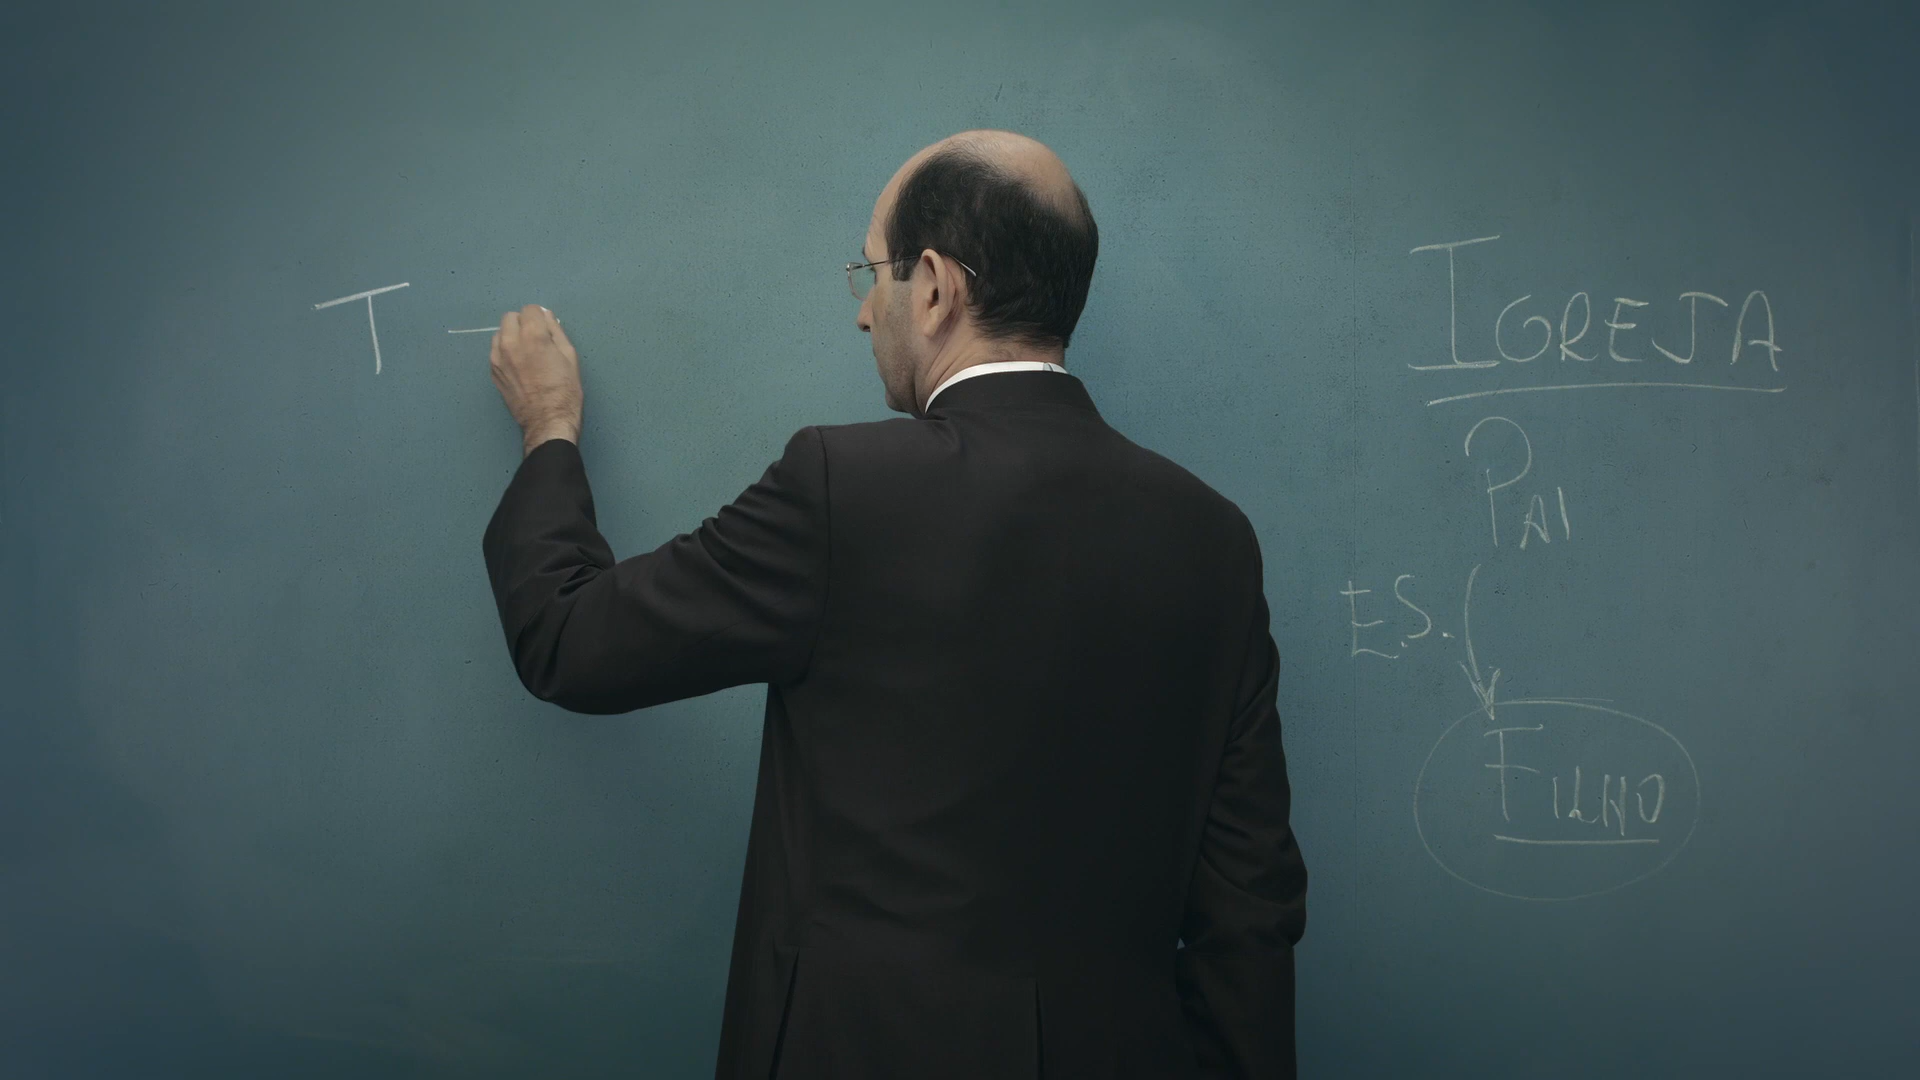 T –
IGREJA
PAI
E.S.
FILHO